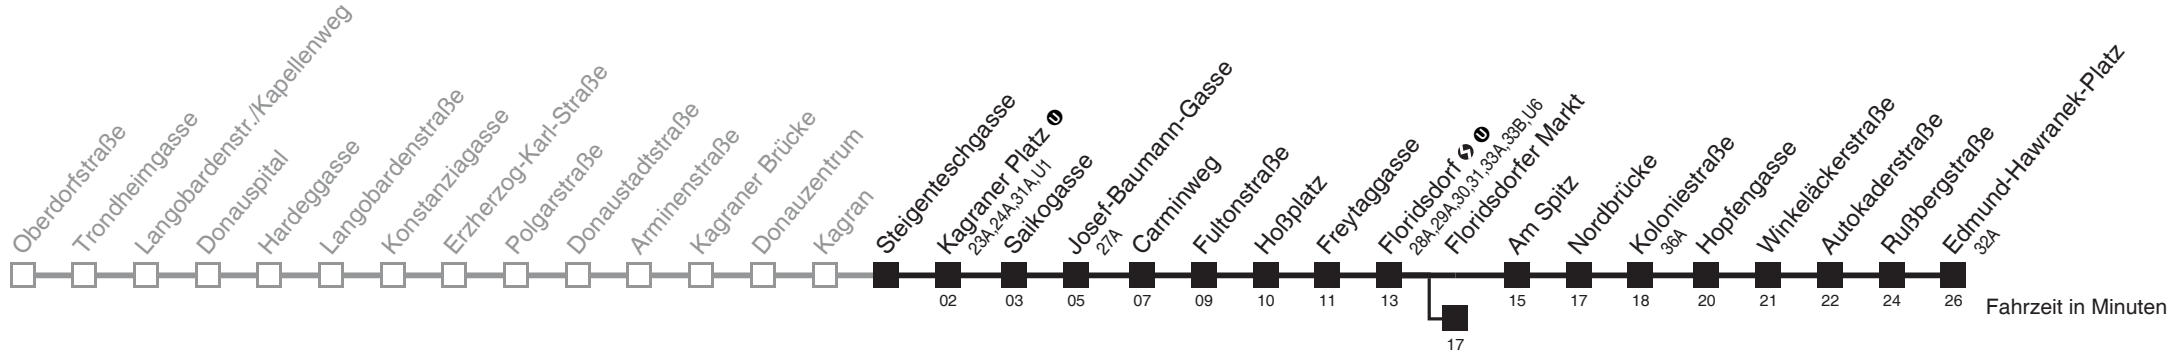 Oberdorfstraße
Trondheimgasse
Langobardenstr./Kapellenweg
Donauspital
Hardeggasse
Langobardenstraße
Konstanziagasse
Erzherzog-Karl-Straße
Polgarstraße
Donaustadtstraße
Arminenstraße
Kagraner Brücke
Donauzentrum
Kagran
Steigenteschgasse
Kagraner Platz U
23A,24A,31A,U1
Saikogasse
Josef-Baumann-Gasse
27A
Carminweg
Fultonstraße
Hoßplatz
Freytaggasse
Floridsdorf S U
28A,29A,30,31,33A,33B,U6
Floridsdorfer Markt
Am Spitz
Nordbrücke
Koloniestraße
36A
Hopfengasse
Winkeläckerstraße
Autokaderstraße
Rußbergstraße
Edmund-Hawranek-Platz
32A
02 03 05 07 09 10 11 13 15 17 18 20 21 22 24 26 Fahrzeit in Minuten
17